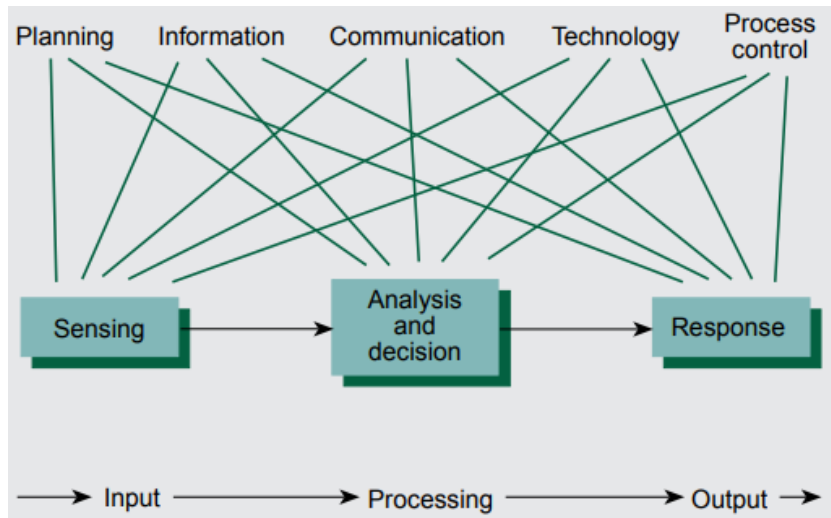 Planning Information Communication Technology Process
control
Sensing
Analysis
and
decision
Response
Input Processing Output